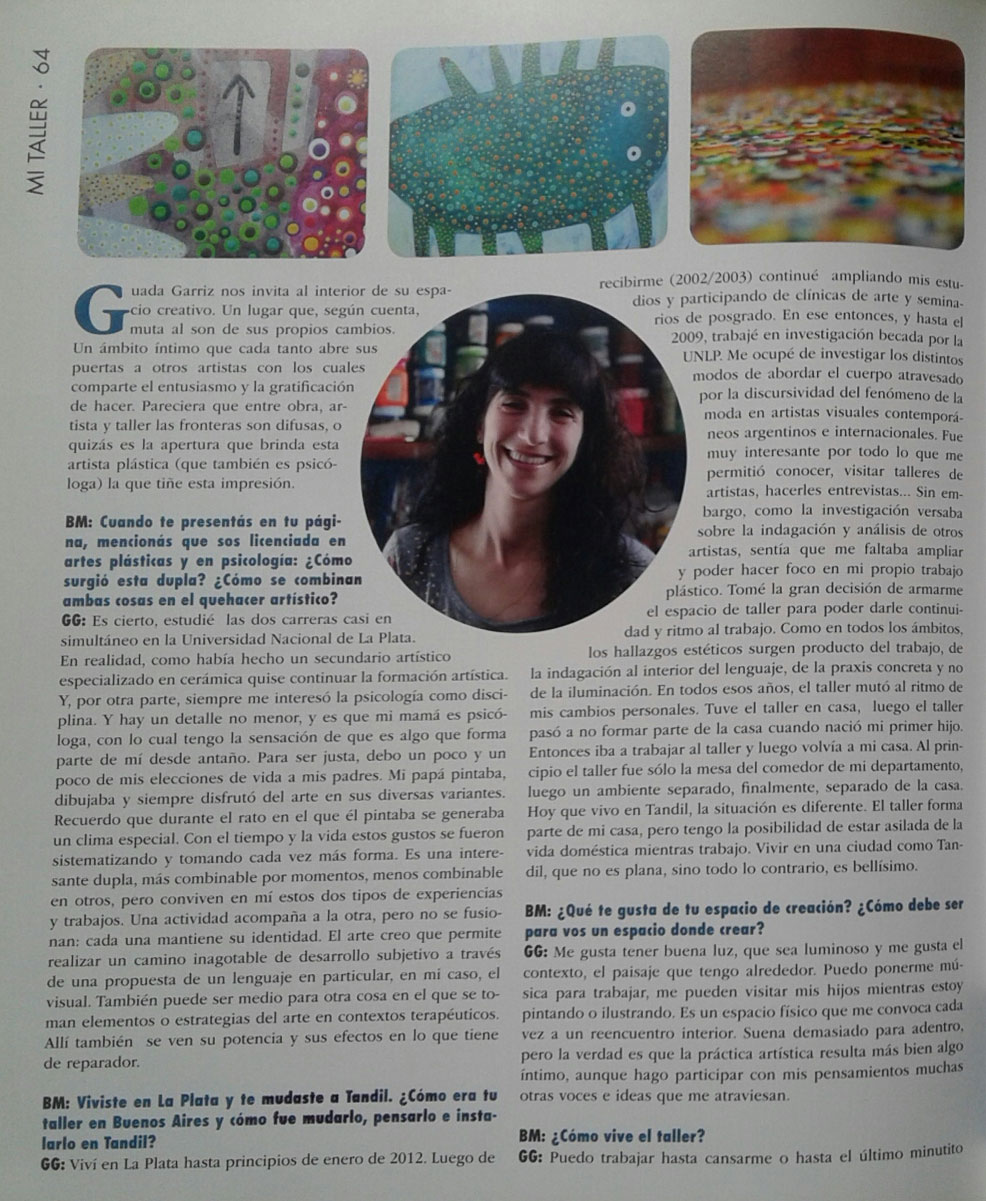 MI TALLER · 64
Guada Garriz nos invita al interior de su espa-
cio creativo. Un lugar que, según cuenta,
muta al son de sus propios cambios.
Un ámbito íntimo que cada tanto abre sus
puertas a otros artistas con los cuales
comparte el entusiasmo y la gratificación
de hacer. Pareciera que entre obra, ar-
tista y taller las fronteras son difusas, o
quizás es la apertura que brinda esta
artista plástica (que también es psicó-
loga) la que tiñe esta impresión.
BM: Cuando te presentás en tu pági-
na, mencionás que sos licenciada en
artes plásticas y en psicología: ¿Cómo
surgió esta dupla? ¿Cómo se combinan
ambas cosas en el quehacer artístico?
GG: Es cierto, estudié las dos carreras casi en
simultáneo en la Universidad Nacional de La Plata.
En realidad, como había hecho un secundario artístico
especializado en cerámica quise continuar la formación artística.
Y, por otra parte, siempre me interesó la psicología como disci-
plina. Y hay un detalle no menor, y es que mi mamá es psicó-
loga, con lo cual tengo la sensación de que es algo que forma
parte de mí desde antaño. Para ser justa, debo un poco y un
poco de mis elecciones de vida a mis padres. Mi papá pintaba,
dibujaba y siempre disfrutó del arte en sus diversas variantes.
Recuerdo que durante el rato en el que él pintaba se generaba
un clima especial. Con el tiempo y la vida estos gustos se fueron
sistematizando y tomando cada vez más forma. Es una intere-
sante dupla, más combinable por momentos, menos combinable
en otros, pero conviven en mí estos dos tipos de experiencias
y trabajos. Una actividad acompaña a la otra, pero no se fusio-
nan: cada una mantiene su identidad. El arte creo que permite
realizar un camino inagotable de desarrollo subjetivo a través
de una propuesta de un lenguaje en particular, en mi caso, el
visual. También puede ser medio para otra cosa en el que se to-
man elementos o estrategias del arte en contextos terapéuticos.
Allí también se ven su potencia y sus efectos en lo que tiene
de reparador.
BM: Viviste en La Plata y te mudaste a Tandil. ¿Cómo era tu
taller en Buenos Aires y cómo fue mudarlo, pensarlo e insta-
larlo en Tandil?
GG: Viví en La Plata hasta principios de enero de 2012. Luego de
recibirme (2002/2003) continué ampliando mis estu-
dios y participando de clínicas de arte y semina-
rios de posgrado. En ese entonces, y hasta el
2009, trabajé en investigación becada por la
UNLP. Me ocupé de investigar los distintos
modos de abordar el cuerpo atravesado
por la discursividad del fenómeno de la
moda en artistas visuales contemporá-
neos argentinos e internacionales. Fue
muy interesante por todo lo que me
permitió conocer, visitar talleres de
artistas, hacerles entrevistas... Sin em-
bargo, como la investigación versaba
sobre la indagación y análisis de otros
artistas, sentía que me faltaba ampliar
y poder hacer foco en mi propio trabajo
plástico. Tomé la gran decisión de armarme
el espacio de taller para poder darle continui-
dad y ritmo al trabajo. Como en todos los ámbitos,
los hallazgos estéticos surgen producto del trabajo, de
la indagación al interior del lenguaje, de la praxis concreta y no
de la iluminación. En todos esos años, el taller mutó al ritmo de
mis cambios personales. Tuve el taller en casa, luego el taller
pasó a no formar parte de la casa cuando nació mi primer hijo.
Entonces iba a trabajar al taller y luego volvía a mi casa. Al prin-
cipio el taller fue sólo la mesa del comedor de mi departamento,
luego un ambiente separado, finalmente, separado de la casa.
Hoy que vivo en Tandil, la situación es diferente. El taller forma
parte de mi casa, pero tengo la posibilidad de estar asilada de la
vida doméstica mientras trabajo. Vivir en una ciudad como Tan-
dil, que no es plana, sino todo lo contrario, es bellísimo.
BM: ¿Qué te gusta de tu espacio de creación? ¿Cómo debe ser
para vos un espacio donde crear?
GG: Me gusta tener buena luz, que sea luminoso y me gusta el
contexto, el paisaje que tengo alrededor. Puedo ponerme mú-
sica para trabajar, me pueden visitar mis hijos mientras estoy
pintando o ilustrando. Es un espacio físico que me convoca cada
vez a un reencuentro interior. Suena demasiado para adentro,
pero la verdad es que la práctica artística resulta más bien algo
íntimo, aunque hago participar con mis pensamientos muchas
otras voces e ideas que me atraviesan.
BM: ¿Cómo vive el taller?
GG: Puedo trabajar hasta cansarme o hasta el último minutito